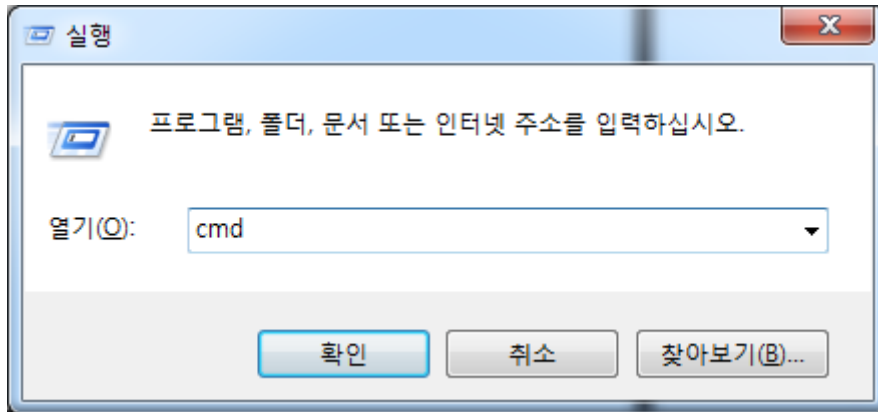 실행
프로그램, 폴더, 문서 또는 인터넷 주소를 입력하십시오.
열기(O): cmd
확인 취소 찾아보기(B)...